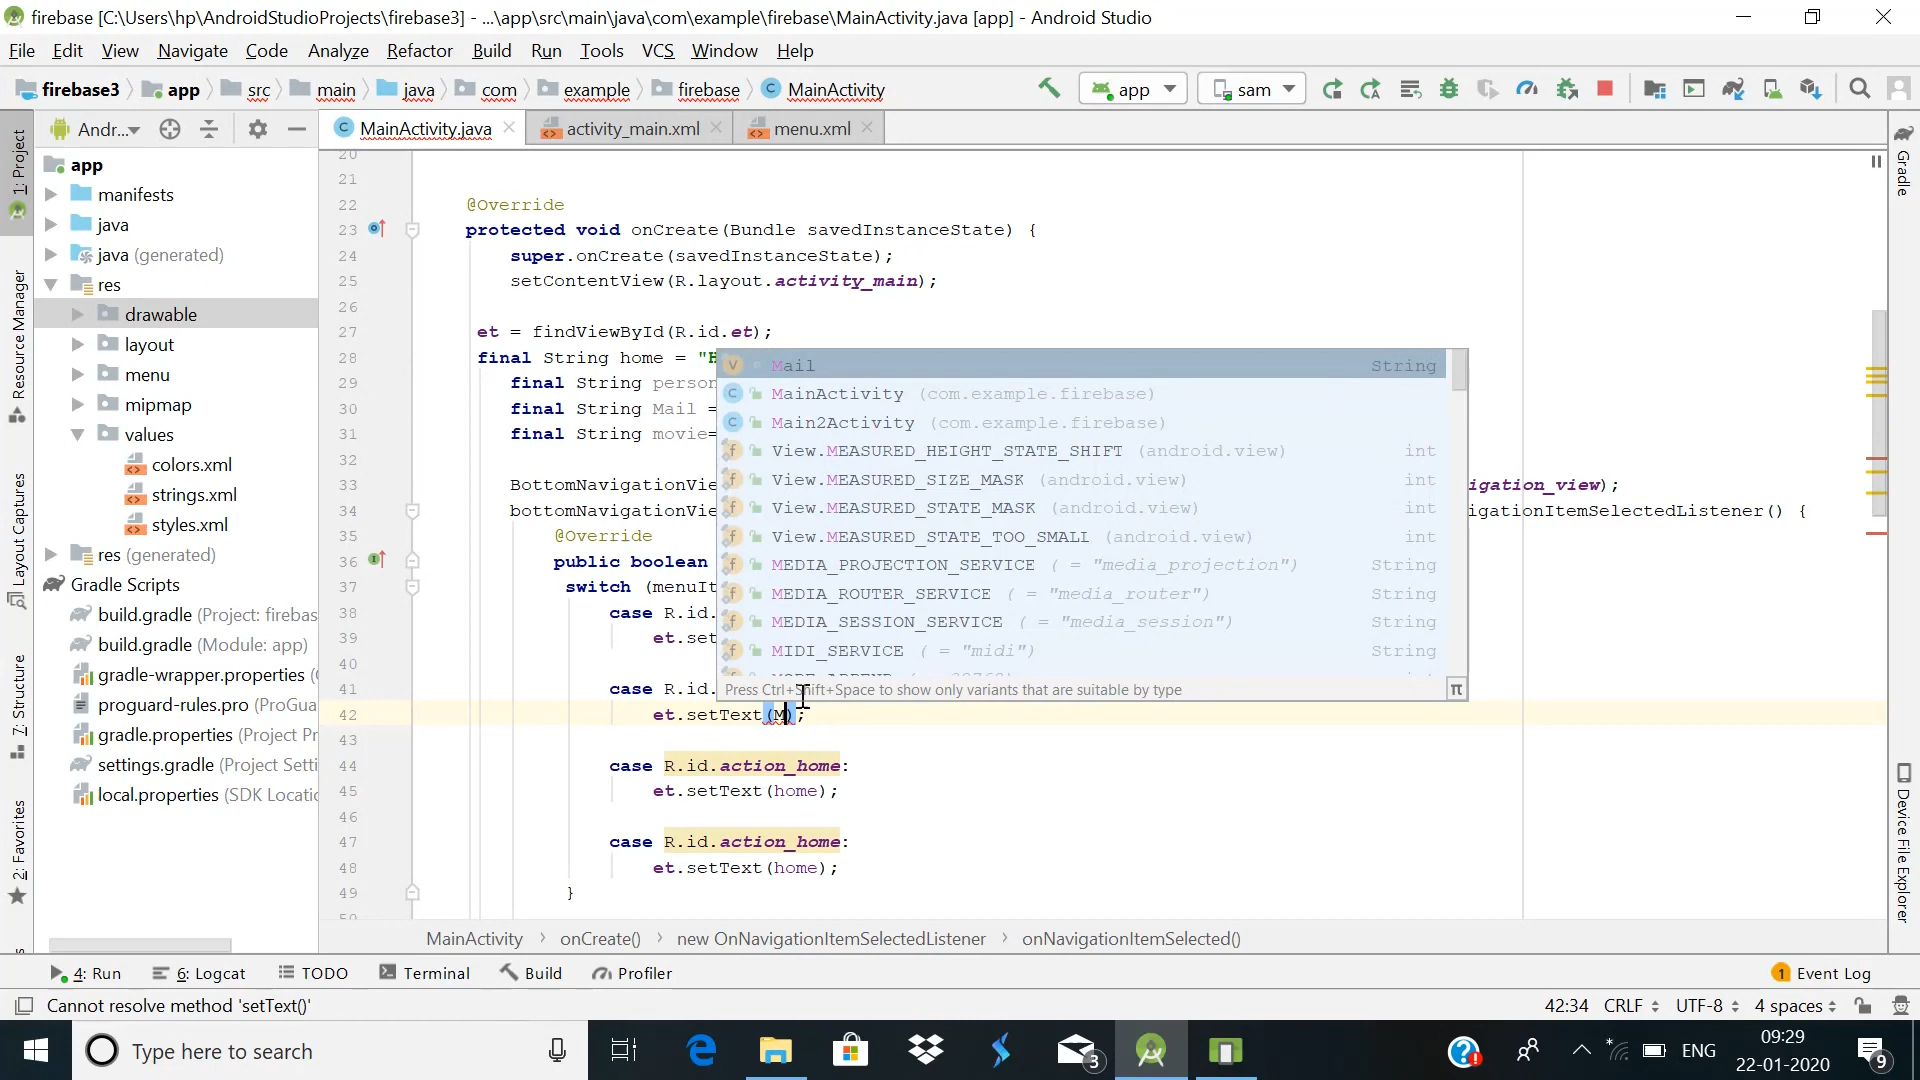 firebase [C:\Users\hp\AndroidStudioProjects\firebase3] - ...\app\src\main\java\com\example\firebase\MainActivity.java [app] - Android Studio
File Edit View Navigate Code Analyze Refactor Build Run Tools VCS Window Help
firebase3 app src main java com example firebase MainActivity app sam
Andr... MainActivity.java activity_main.xml menu.xml
1: Project
Resource Manager
Layout Captures
7: Structure
2: Favorites
app
manifests
java
java (generated)
res
drawable
layout
menu
mipmap
values
colors.xml
strings.xml
styles.xml
res (generated)
Gradle Scripts
build.gradle (Project: firebas
build.gradle (Module: app)
gradle-wrapper.properties (
proguard-rules.pro (ProGua
gradle.properties (Project Pr
settings.gradle (Project Setti
local.properties (SDK Locatio
20
21
22 @Override
23 protected void onCreate(Bundle savedInstanceState) {
24 super.onCreate(savedInstanceState);
25 setContentView(R.layout.activity_main);
26
27 et = findViewById(R.id.et);
28 final String home = "H
29 final String person
30 final String Mail =
31 final String movie=
32
33 BottomNavigationVie igation_view);
34 bottomNavigationVie igationItemSelectedListener() {
35 @Override
36 public boolean
37 switch (menuIt
38 case R.id.
39 et.set
40
41 case R.id.
42 et.setText(M);
43
44 case R.id.action_home:
45 et.setText(home);
46
47 case R.id.action_home:
48 et.setText(home);
49 }
50
Mail String
MainActivity (com.example.firebase)
Main2Activity (com.example.firebase)
View.MEASURED_HEIGHT_STATE_SHIFT (android.view) int
View.MEASURED_SIZE_MASK (android.view) int
View.MEASURED_STATE_MASK (android.view) int
View.MEASURED_STATE_TOO_SMALL (android.view) int
MEDIA_PROJECTION_SERVICE ( = "media_projection") String
MEDIA_ROUTER_SERVICE ( = "media_router") String
MEDIA_SESSION_SERVICE ( = "media_session") String
MIDI_SERVICE ( = "midi") String
Press Ctrl+Shift+Space to show only variants that are suitable by type
Gradle
Device File Explorer
MainActivity onCreate() new OnNavigationItemSelectedListener onNavigationItemSelected()
4: Run 6: Logcat TODO Terminal Build Profiler 1 Event Log
Cannot resolve method 'setText()' 42:34 CRLF UTF-8 4 spaces
Type here to search 3 ENG 09:29
22-01-2020 9